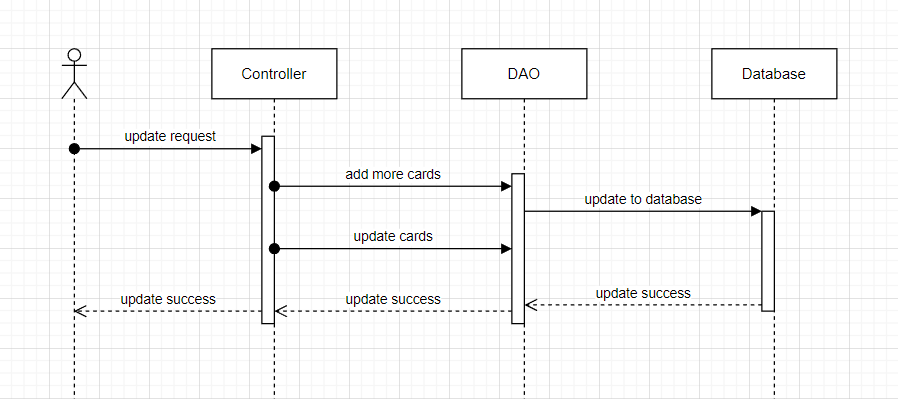 Controller
DAO
Database
update request
add more cards
update to database
update cards
update success
update success
update success